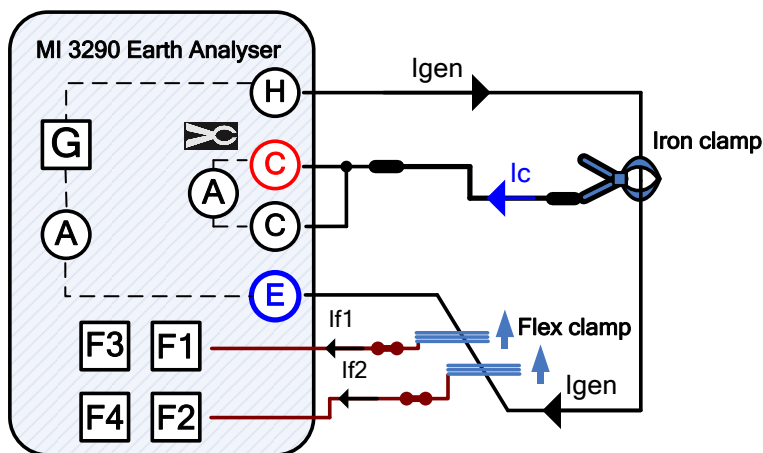 MI 3290 Earth Analyser
H
Igen
G
Iron clamp
C
A
Ic
C
A
E
If1
Flex clamp
F3
F1
If2
Igen
F4
F2